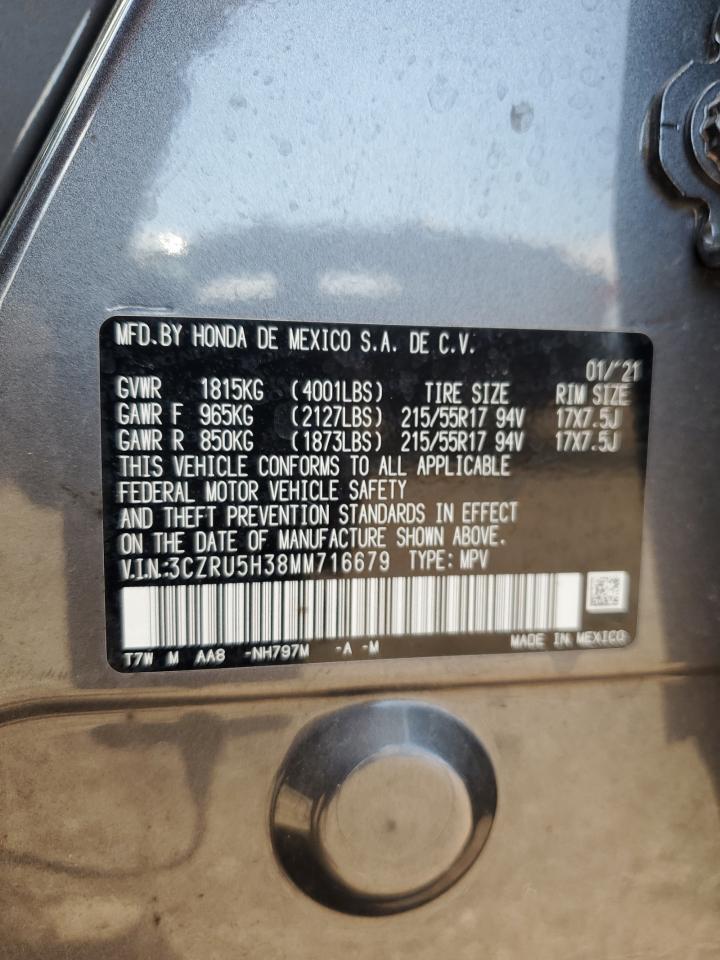 MFD.BY HONDA DE MEXICO S.A. DE C.V.
01/'21
GVWR 1815KG (4001LBS) TIRE SIZE RIM SIZE
GAWR F 965KG (2127LBS) 215/55R17 94V 17X7.5J
GAWR R 850KG (1873LBS) 215/55R17 94V 17X7.5J
THIS VEHICLE CONFORMS TO ALL APPLICABLE
FEDERAL MOTOR VEHICLE SAFETY
AND THEFT PREVENTION STANDARDS IN EFFECT
ON THE DATE OF MANUFACTURE SHOWN ABOVE.
V.I.N.:3CZRU5H38MM716679 TYPE: MPV
T7W M AA8 -NH797M -A -M MADE IN MEXICO